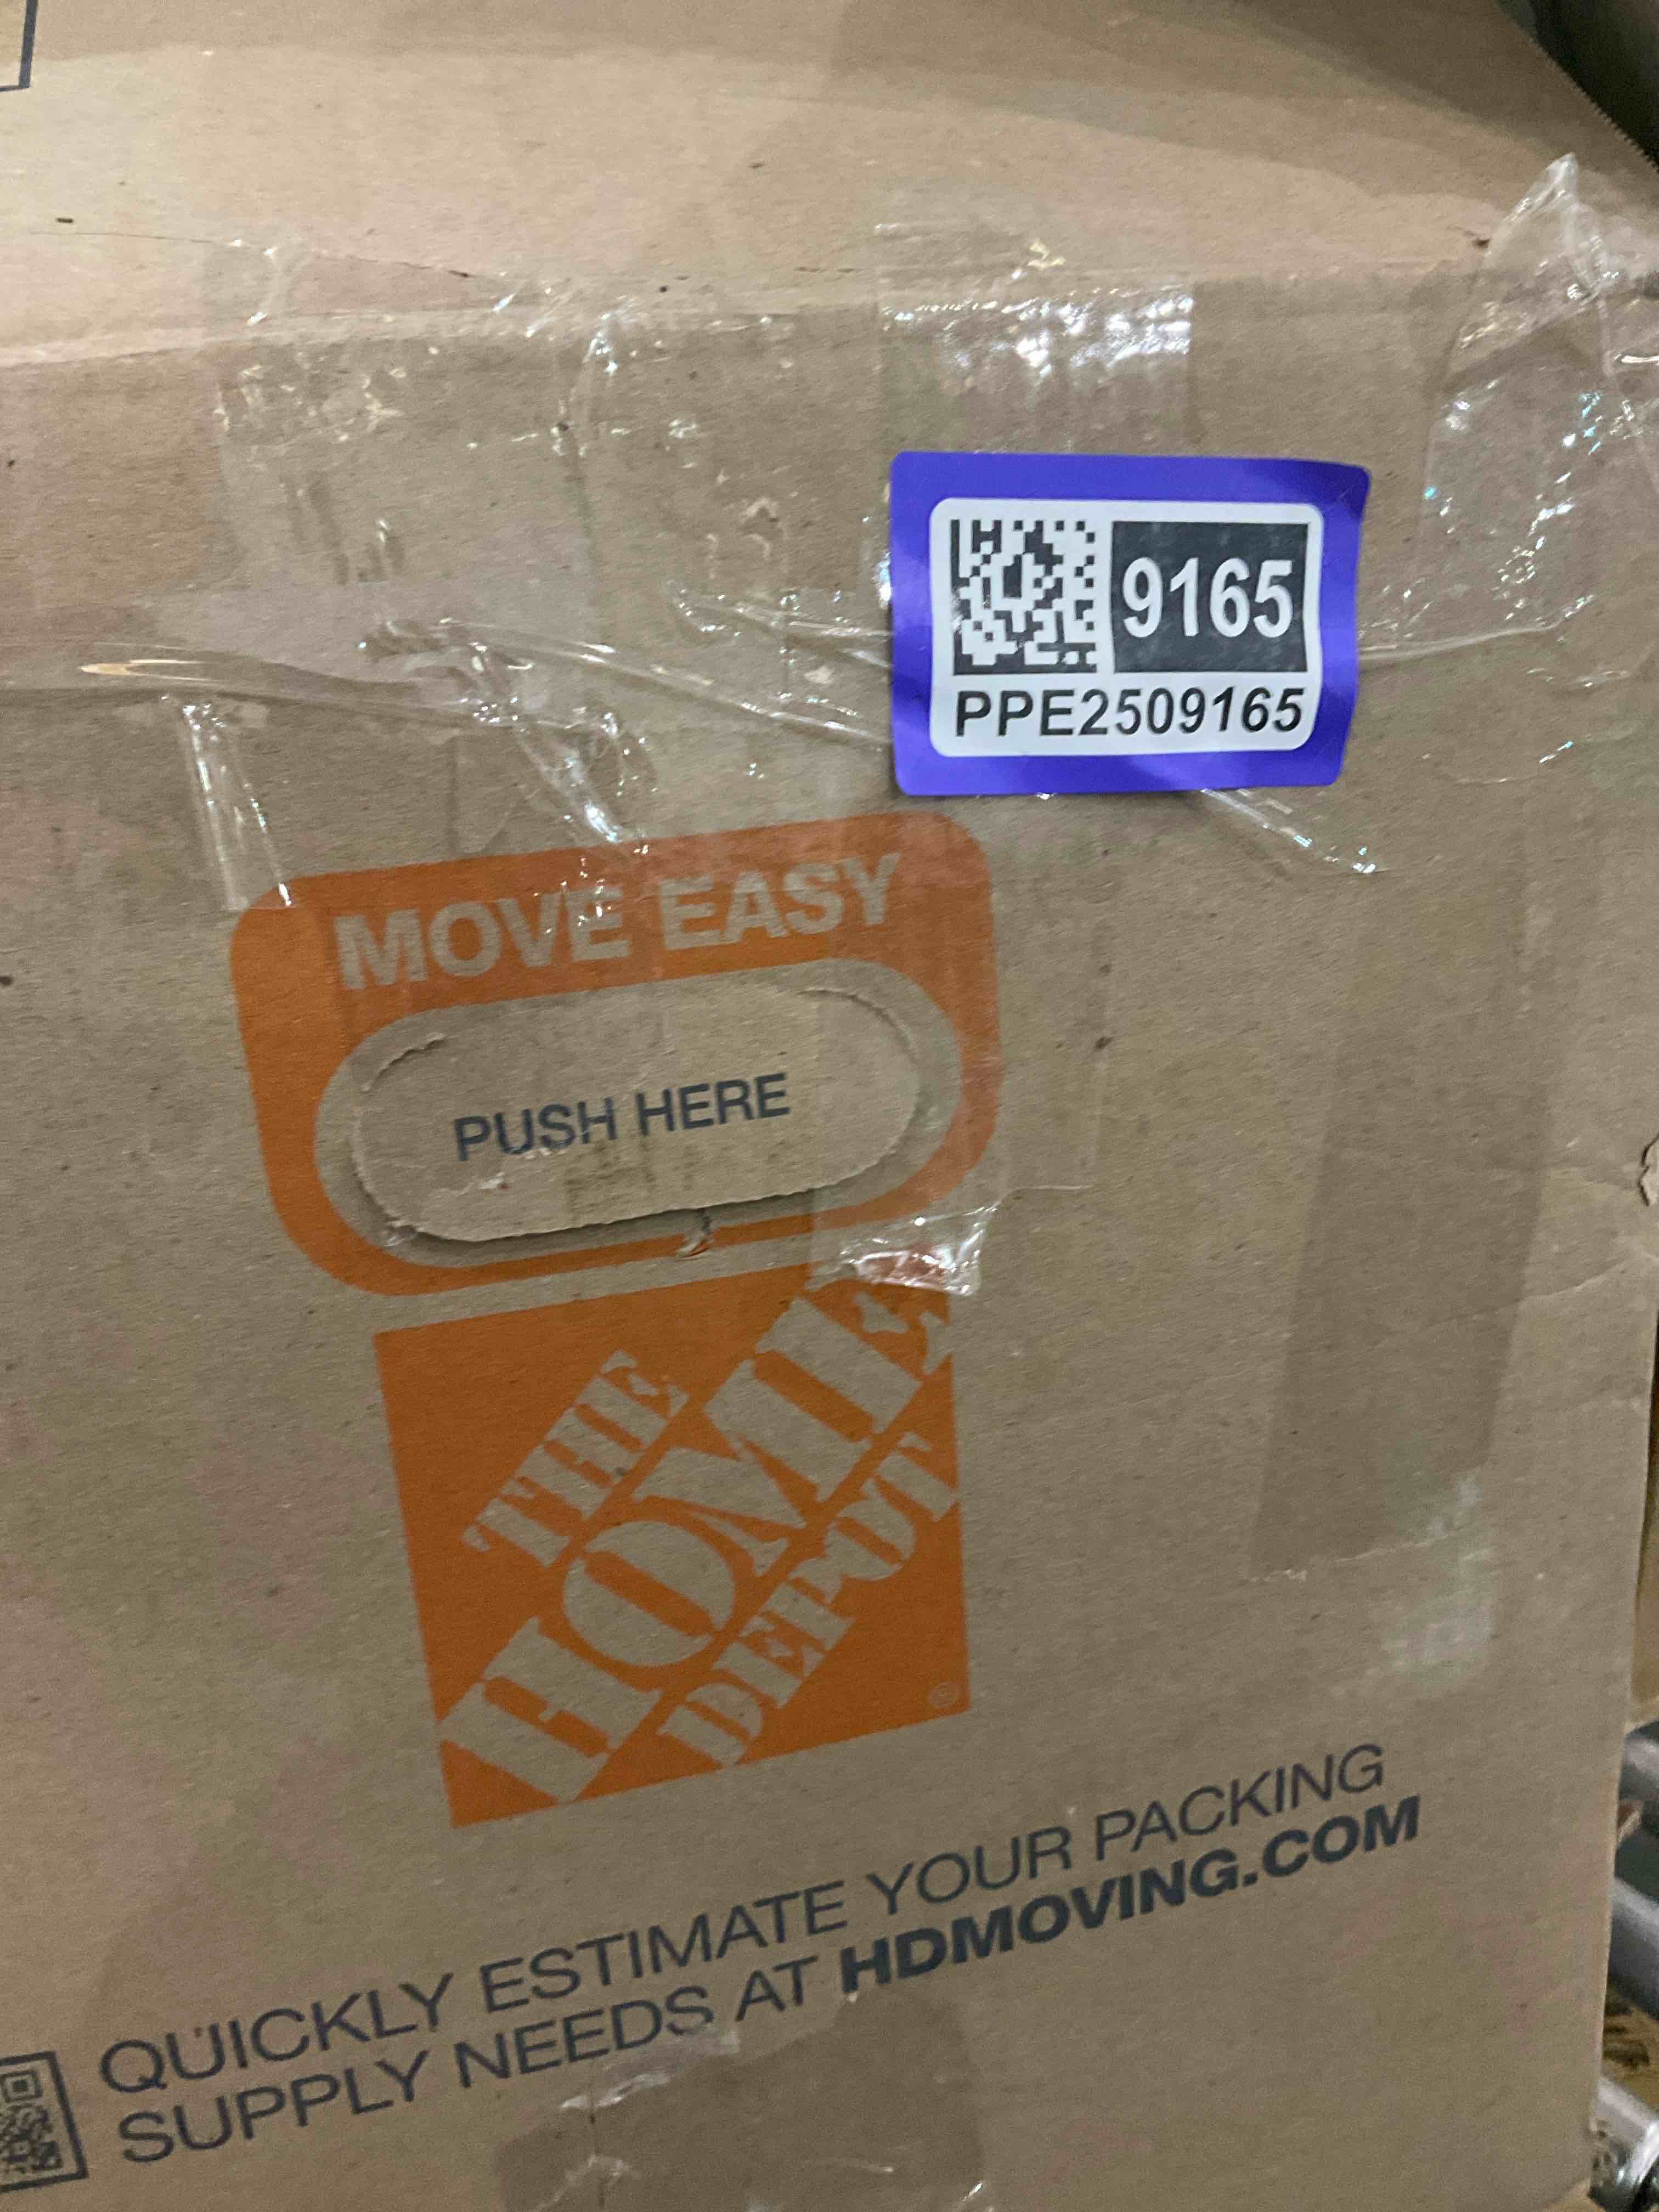 9165
PPE2509165
MOVE EASY
PUSH HERE
THE
HOME
DEPOT
®
QUICKLY ESTIMATE YOUR PACKING
SUPPLY NEEDS AT HDMOVING.COM